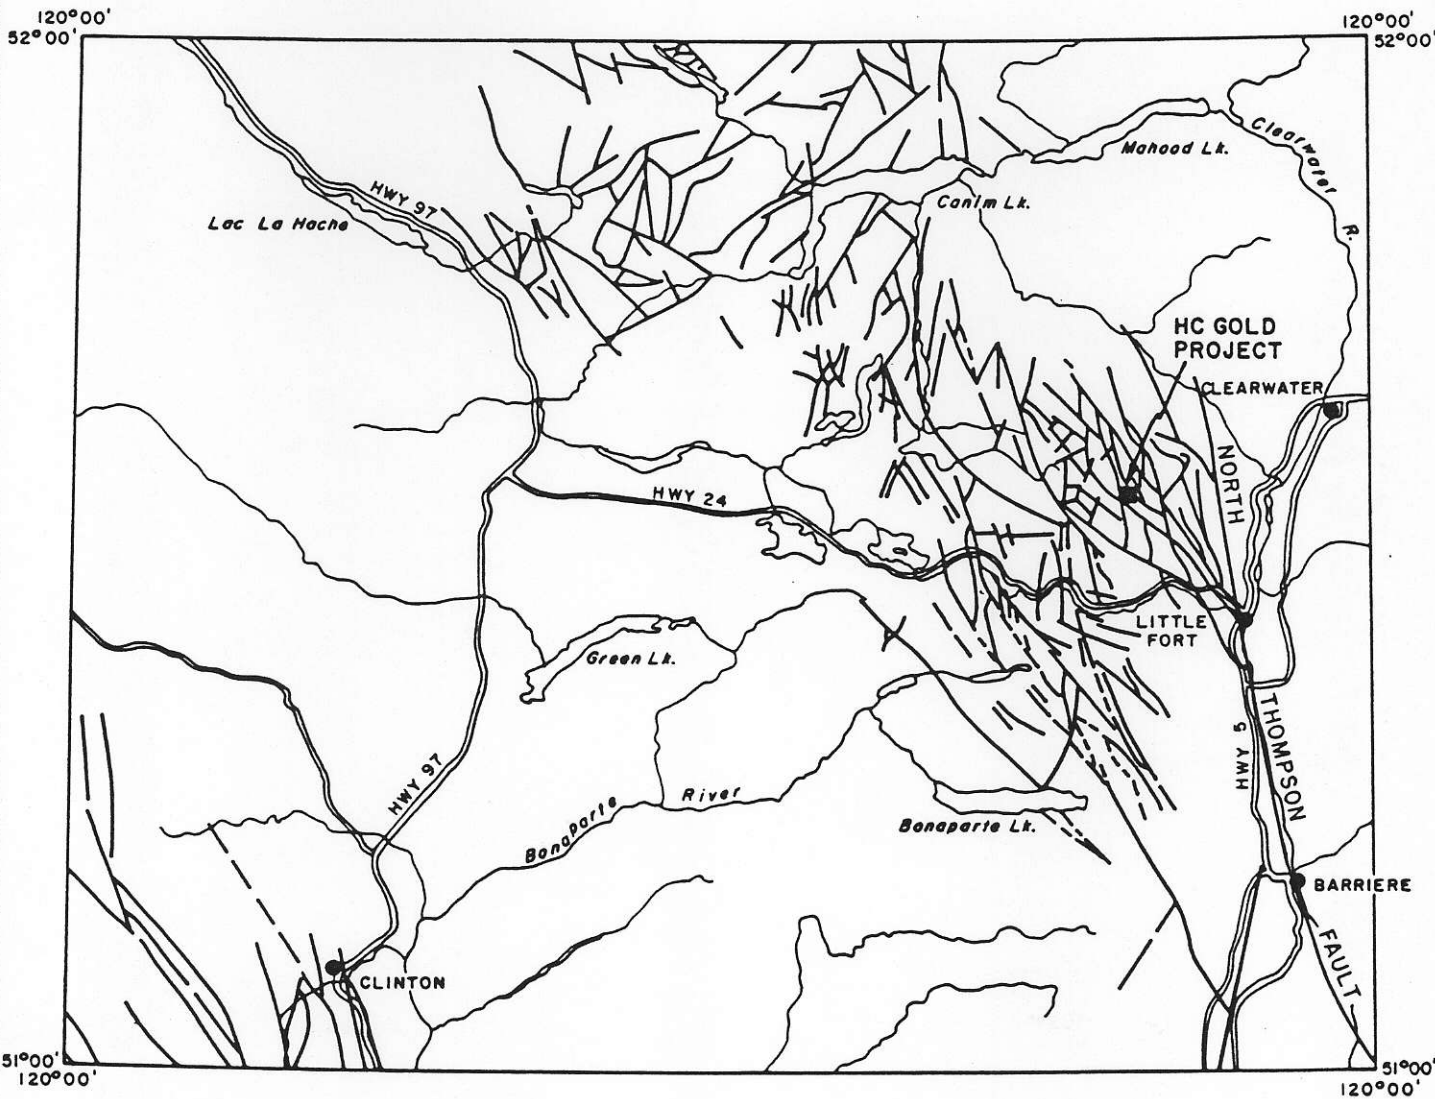 120°00'
120°00'
52°00'
52°00'
Clearwater R.
Mahood Lk.
HWY 97
Canim Lk.
Lac La Hache
HC GOLD
PROJECT
CLEARWATER
NORTH
HWY 24
LITTLE
FORT
Green Lk.
THOMPSON
HWY 5
HWY 97
River
Bonaparte
Bonaparte Lk.
BARRIERE
FAULT
CLINTON
51°00'
51°00'
120°00'
120°00'